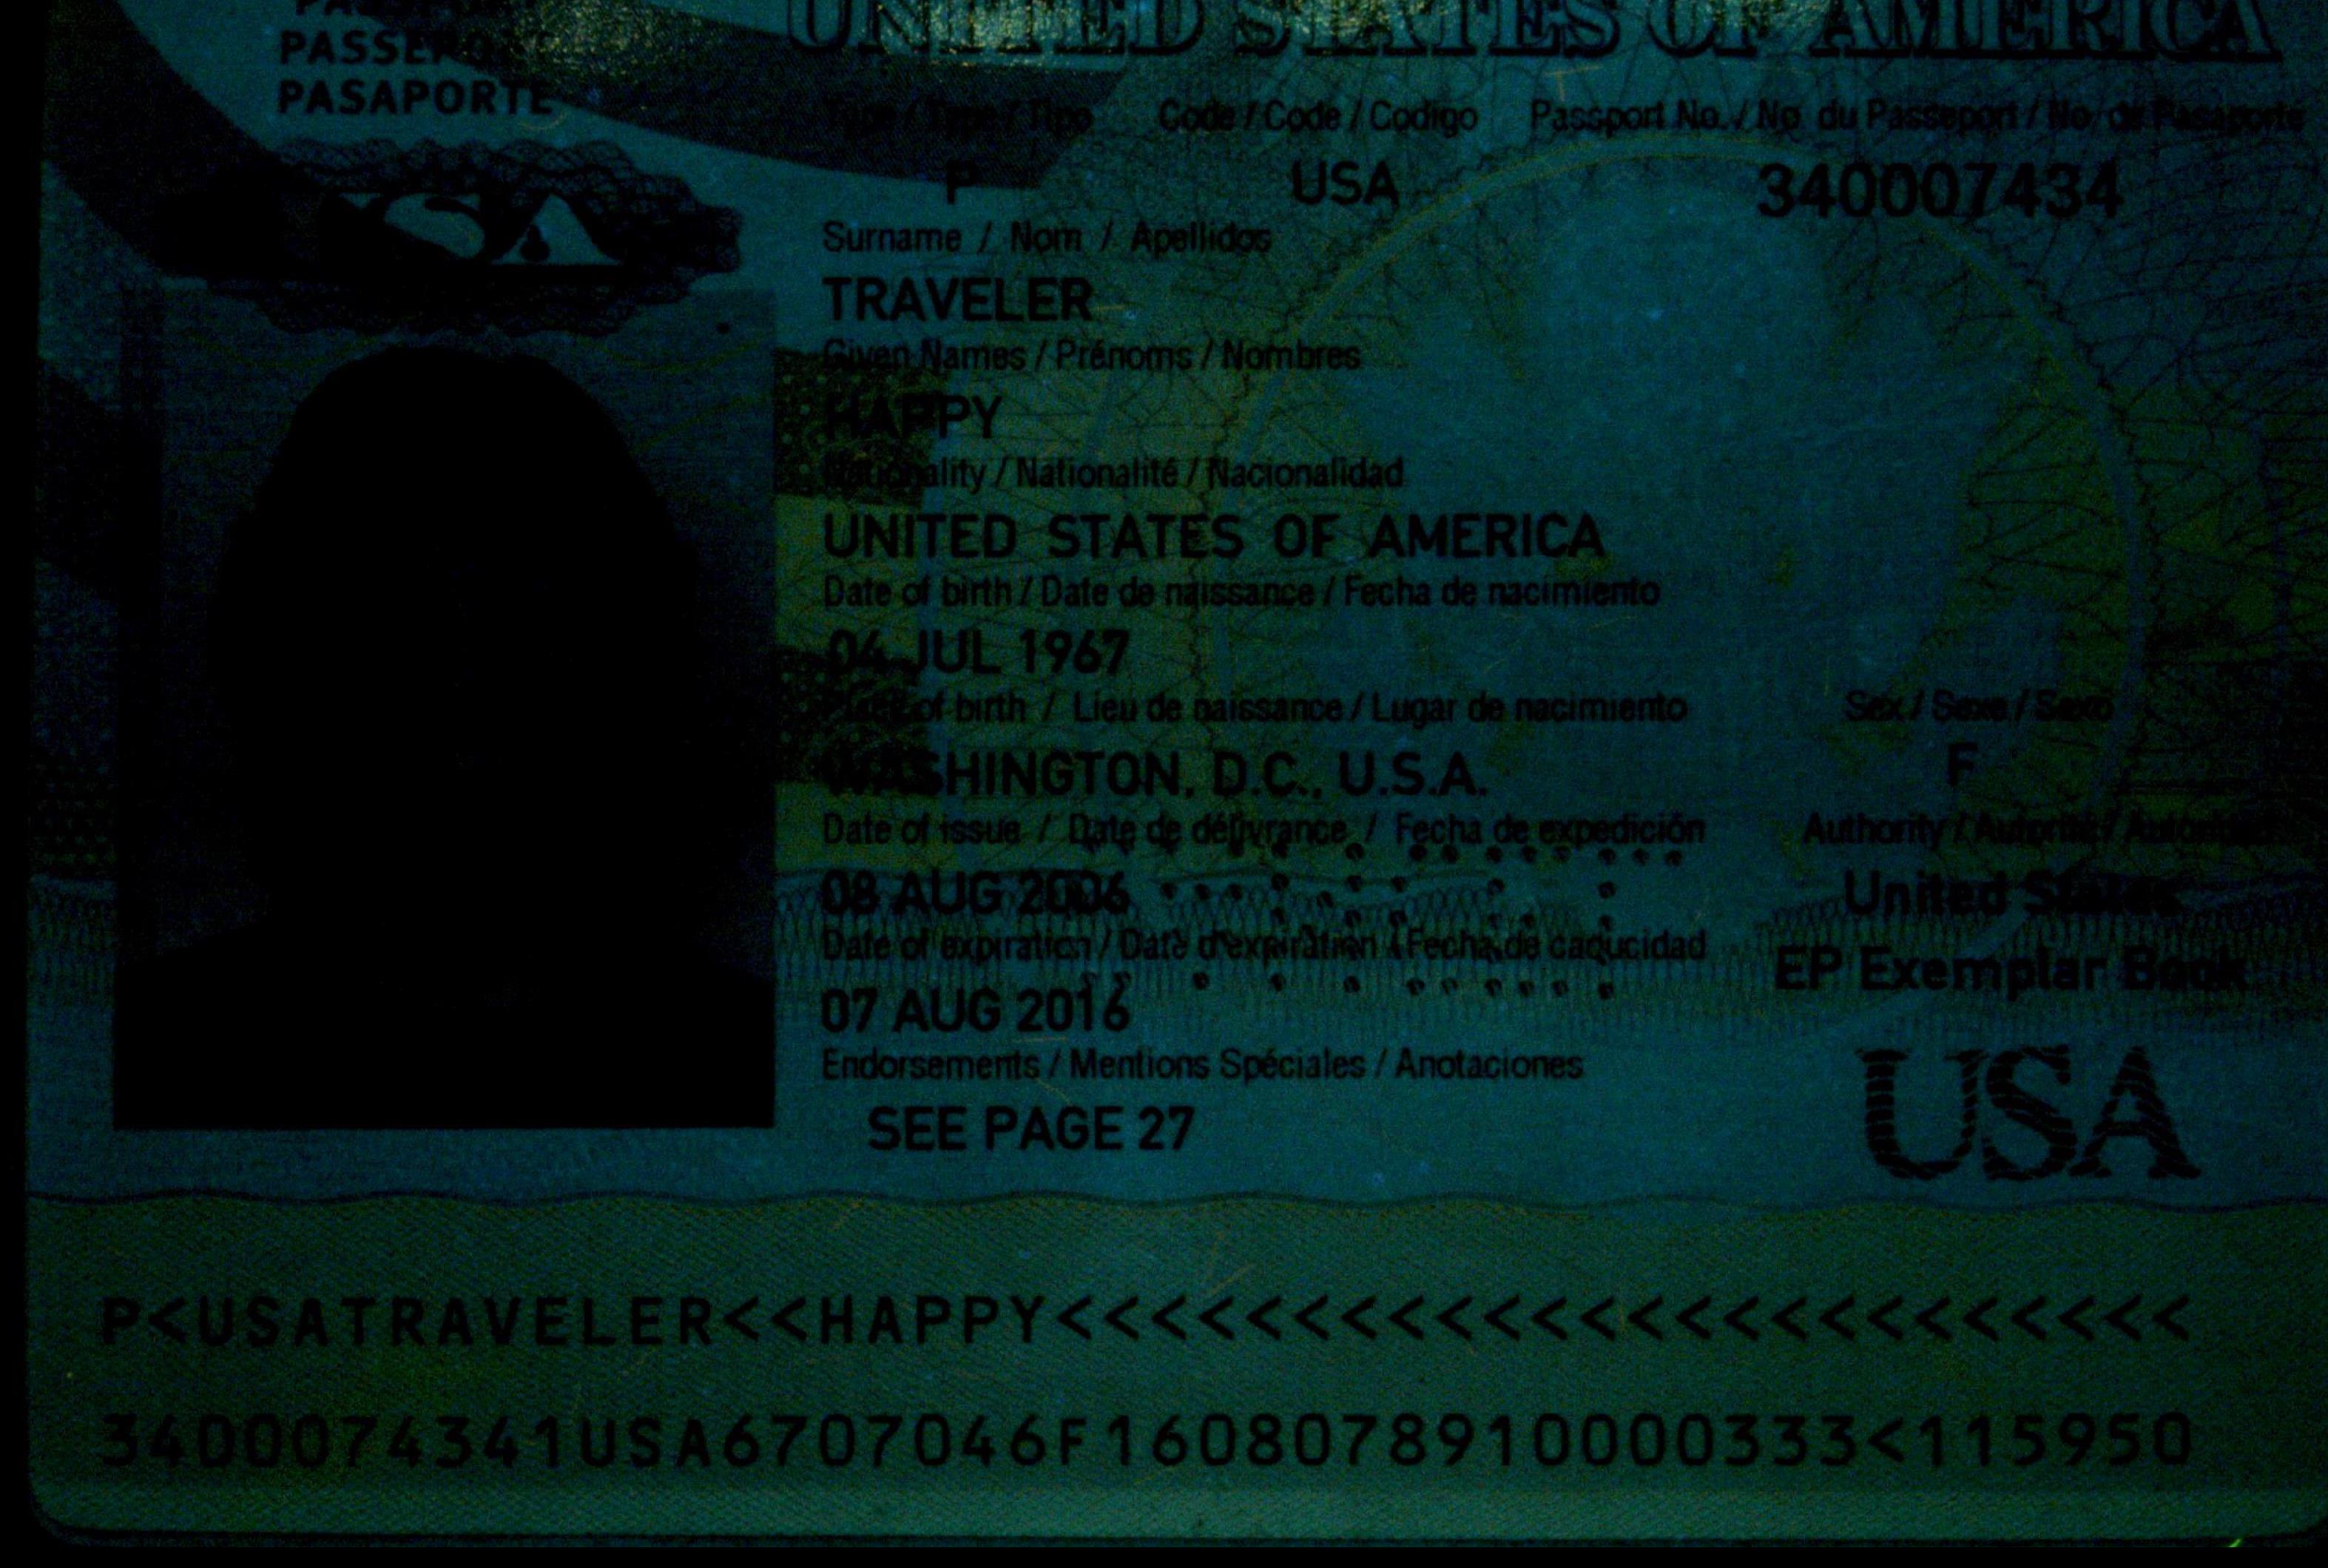 UNITED STATES OF AMERICA
PASSEPORT
PASAPORTE
Type / Type / Tipo Code / Code / Codigo Passport No. / No du Passeport / No. de Pasaporte
P USA 340007434
USA
Surname / Nom / Apellidos
TRAVELER
Given Names / Prénoms / Nombres
HAPPY
Nationality / Nationalité / Nacionalidad
UNITED STATES OF AMERICA
Date of birth / Date de naissance / Fecha de nacimiento
04 JUL 1967
Place of birth / Lieu de naissance / Lugar de nacimiento Sex / Sexe / Sexo
WASHINGTON, D.C., U.S.A. F
Date of issue / Date de délivrance / Fecha de expedición Authority / Autorité / Autoridad
08 AUG 2006 United States
Date of expiration / Date d'expiration / Fecha de caducidad EP Exemplar Book
07 AUG 2016
Endorsements / Mentions Spéciales / Anotaciones
SEE PAGE 27 USA
P<USATRAVELER<<HAPPY<<<<<<<<<<<<<<<<<<<<<<<<
3400074341USA6707046F1608078910000333<115950